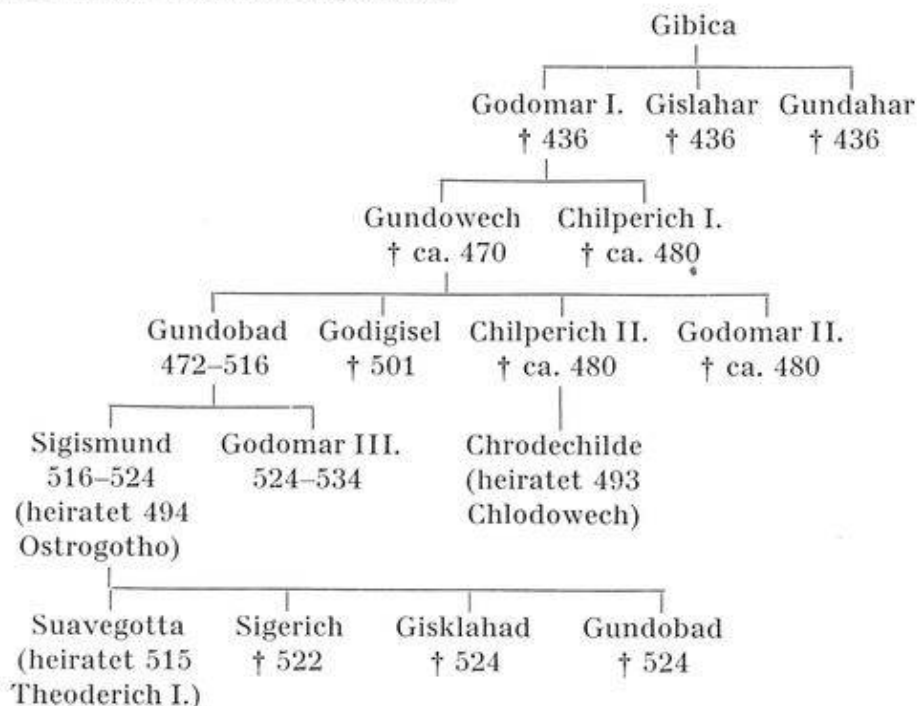 Gibica
Godomar I. Gislahar Gundahar
† 436 † 436 † 436
Gundowech Chilperich I.
† ca. 470 † ca. 480
Gundobad Godigisel Chilperich II. Godomar II.
472–516 † 501 † ca. 480 † ca. 480
Sigismund Godomar III. Chrodechilde
516–524 524–534 (heiratet 493
(heiratet 494 Chlodowech)
Ostrogotho)
Suavegotta Sigerich Gisklahad Gundobad
(heiratet 515 † 522 † 524 † 524
Theoderich I.)